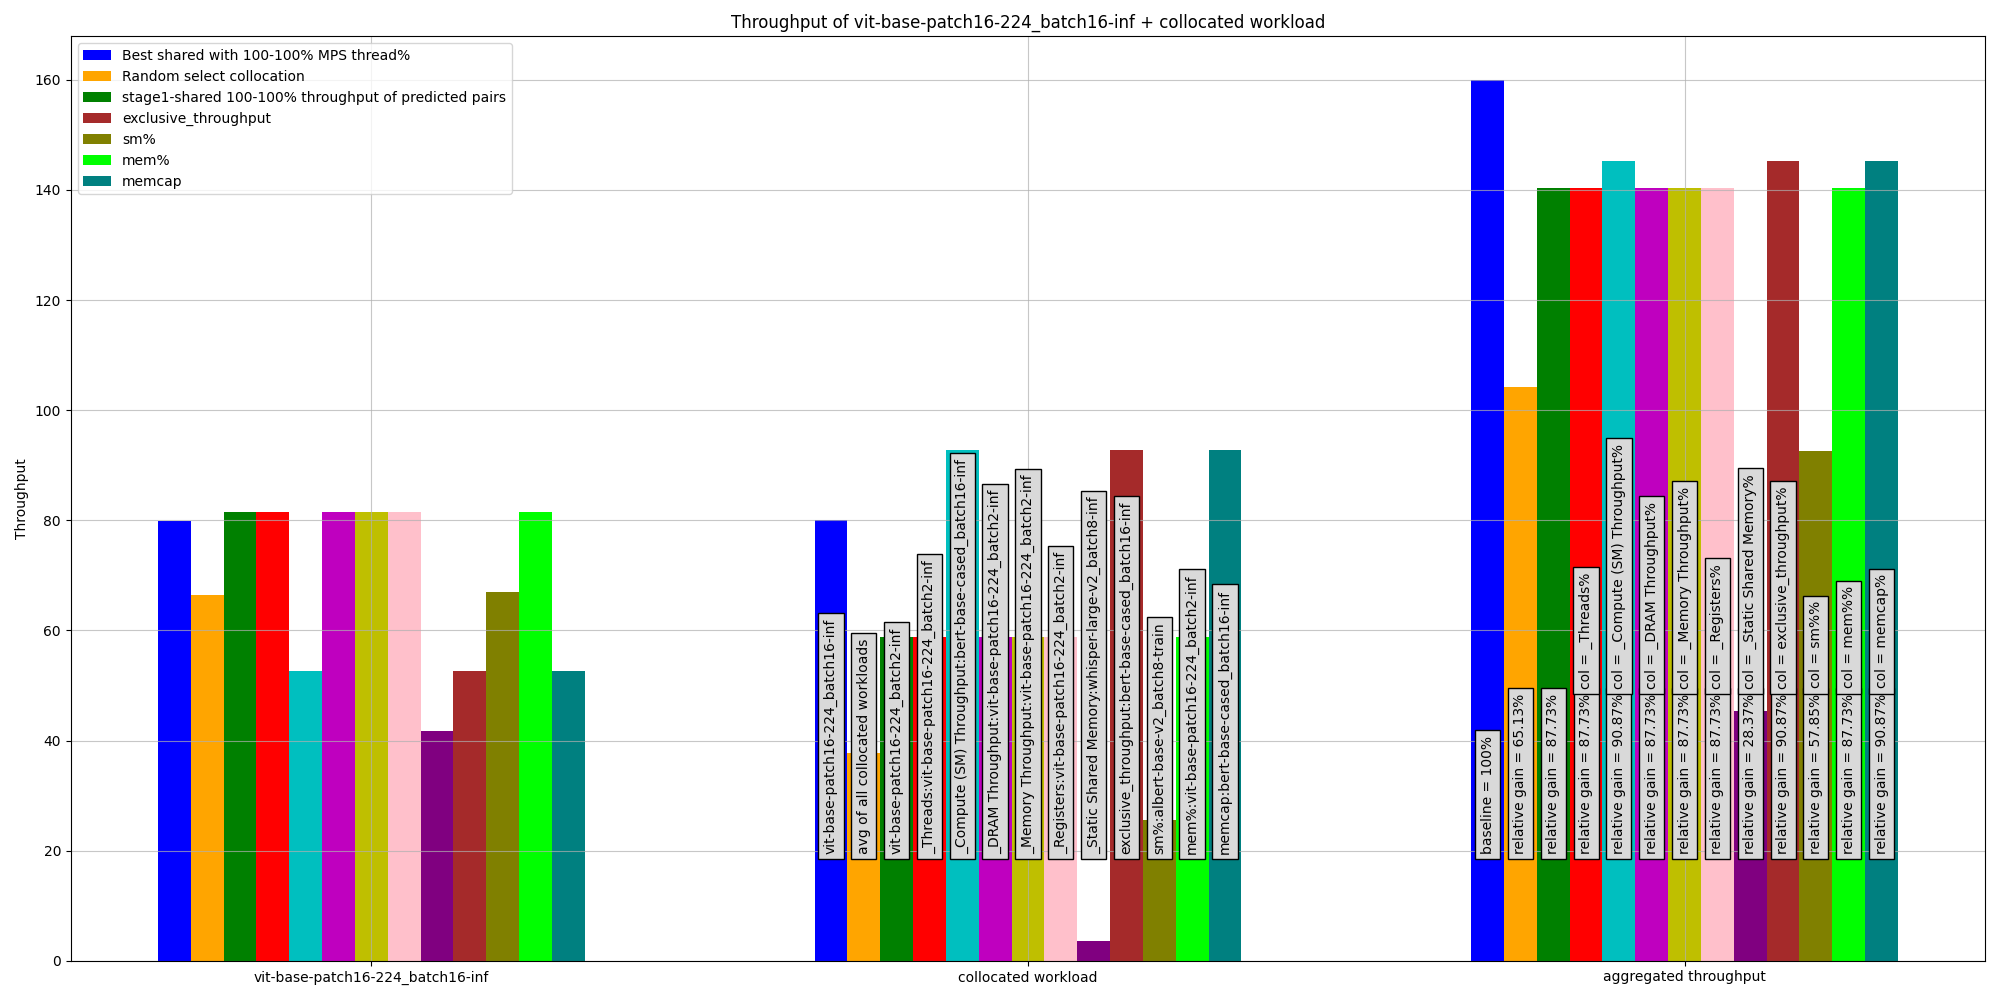 Throughput of vit-base-patch16-224_batch16-inf + collocated workload
Best shared with 100-100% MPS thread%
Random select collocation
stage1-shared 100-100% throughput of predicted pairs
exclusive_throughput
sm%
mem%
memcap
Throughput
160
140
120
100
80
60
40
20
0
vit-base-patch16-224_batch16-inf
avg of all collocated workloads
vit-base-patch16-224_batch2-inf
_Threads:vit-base-patch16-224_batch2-inf
_Compute (SM) Throughput:bert-base-cased_batch16-inf
_DRAM Throughput:vit-base-patch16-224_batch2-inf
_Memory Throughput:vit-base-patch16-224_batch2-inf
_Registers:vit-base-patch16-224_batch2-inf
_Static Shared Memory:whisper-large-v2_batch8-inf
exclusive_throughput:bert-base-cased_batch16-inf
sm%:albert-base-v2_batch8-train
mem%:vit-base-patch16-224_batch2-inf
memcap:bert-base-cased_batch16-inf
baseline = 100%
relative gain = 65.13%
relative gain = 87.73%
relative gain = 87.73%
col = _Threads%
relative gain = 90.87%
col = _Compute (SM) Throughput%
relative gain = 87.73%
col = _DRAM Throughput%
relative gain = 87.73%
col = _Memory Throughput%
relative gain = 87.73%
col = _Registers%
relative gain = 28.37%
col = _Static Shared Memory%
relative gain = 90.87%
col = exclusive_throughput%
relative gain = 57.85%
col = sm%%
relative gain = 87.73%
col = mem%%
relative gain = 90.87%
col = memcap%
vit-base-patch16-224_batch16-inf
collocated workload
aggregated throughput